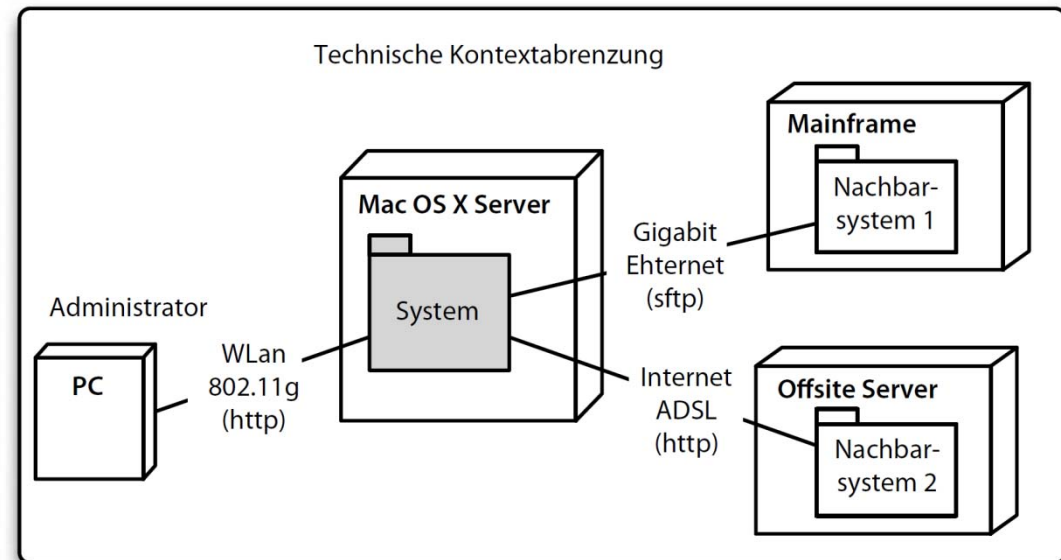 Technische Kontextabrenzung
Mainframe
Nachbar-
system 1
Mac OS X Server
System
Gigabit
Ehternet
(sftp)
Administrator
PC
WLan
802.11g
(http)
Internet
ADSL
(http)
Offsite Server
Nachbar-
system 2